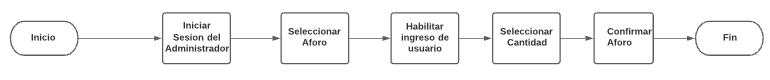 Inicio
Iniciar
Sesion del
Administrador
Seleccionar
Aforo
Habilitar
ingreso de
usuario
Seleccionar
Cantidad
Confirmar
Aforo
Fin